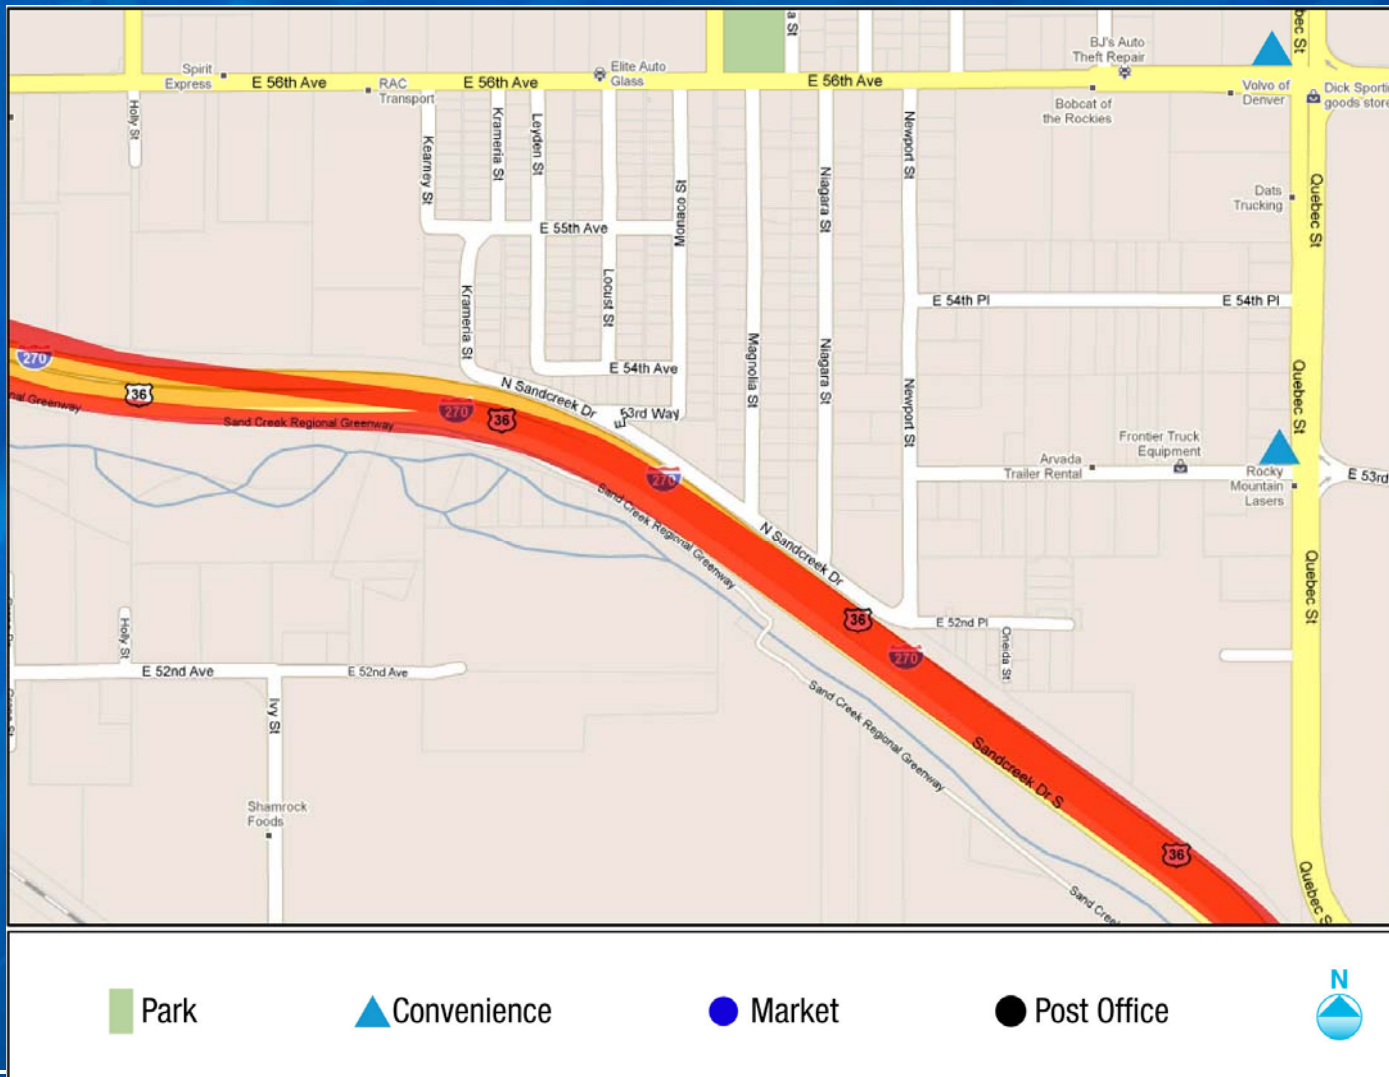 a St
bec St
BJ's Auto
Theft Repair
Spirit
Express
E 56th Ave
RAC
Transport
E 56th Ave
Elite Auto
Glass
E 56th Ave
Bobcat of
the Rockies
Volvo of
Denver
Dick Sporti
goods store
Holly St
Kearney St
Krameria St
Leyden St
Monaco St
Niagara St
Newport St
Dats
Trucking
Quebec St
E 55th Ave
Krameria St
Locust St
E 54th Pl
E 54th Pl
Magnolia St
Niagara St
Newport St
Quebec St
270
36
nal Greenway
Sand Creek Regional Greenway
270
36
N Sandcreek Dr
E 54th Ave
E 53rd Way
270
Sand Creek Regional Greenway
N Sandcreek Dr
Arvada
Trailer Rental
Frontier Truck
Equipment
Rocky
Mountain
Lasers
E 53rd
Quebec St
36
270
E 52nd Pl
Oneida St
Holly St
E 52nd Ave
E 52nd Ave
Ivy St
Sand Creek Regional Greenway
Sandcreek Dr S
Shamrock
Foods
36
Sand Cree
Quebec S
Park
Convenience
Market
Post Office
N